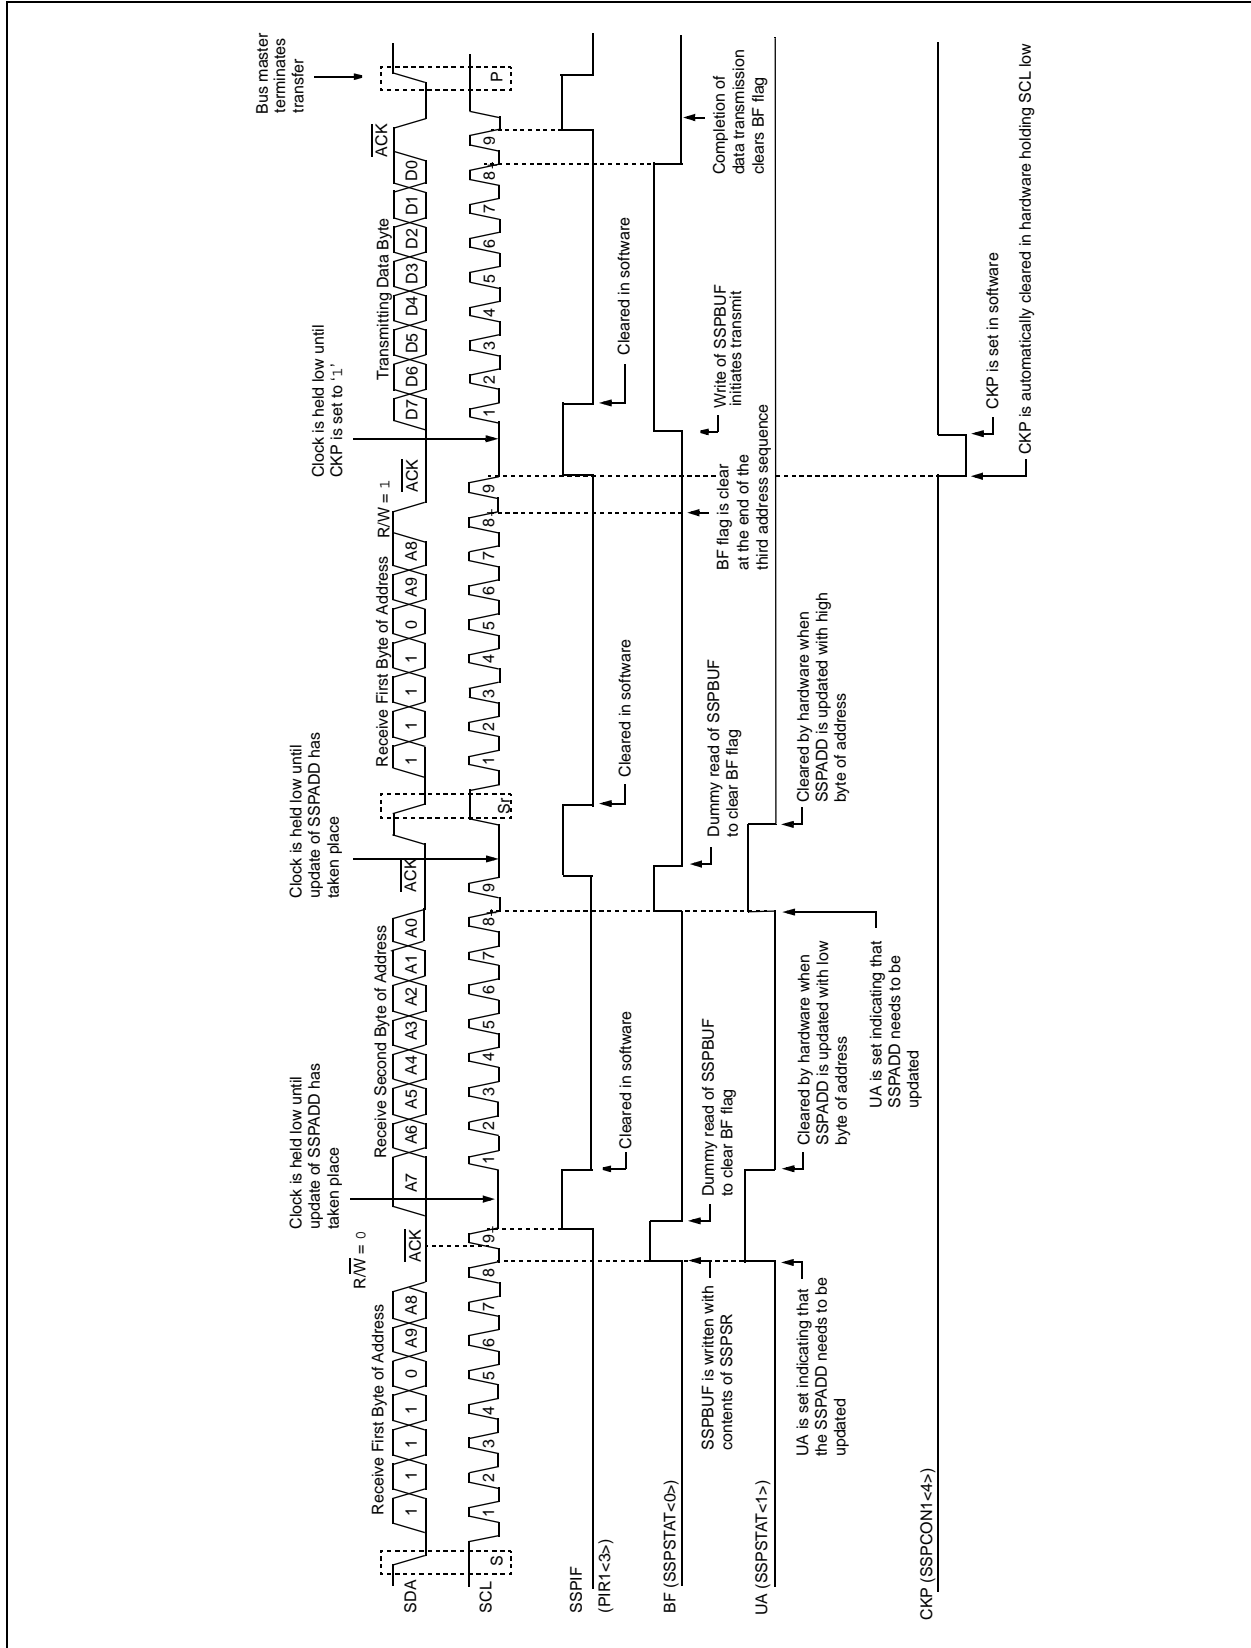 Bus master
terminates
transfer
Clock is held low until
CKP is set to ‘1’
Clock is held low until
update of SSPADD has
taken place
Clock is held low until
update of SSPADD has
taken place
R/W = 0
R/W = 1
Receive First Byte of Address
ACK
Receive Second Byte of Address
ACK
Receive First Byte of Address
ACK
Transmitting Data Byte
ACK
SDA
1 1 1 1 0 A9 A8
A7 A6 A5 A4 A3 A2 A1 A0
1 1 1 1 0 A9 A8
D7 D6 D5 D4 D3 D2 D1 D0
SCL
S
1 2 3 4 5 6 7 8 9
1 2 3 4 5 6 7 8 9
Sr
1 2 3 4 5 6 7 8 9
1 2 3 4 5 6 7 8 9
P
SSPIF
(PIR1<3>)
Cleared in software
Cleared in software
Cleared in software
BF (SSPSTAT<0>)
SSPBUF is written with
contents of SSPSR
Dummy read of SSPBUF
to clear BF flag
Dummy read of SSPBUF
to clear BF flag
BF flag is clear
at the end of the
third address sequence
Write of SSPBUF
initiates transmit
Completion of
data transmission
clears BF flag
UA (SSPSTAT<1>)
UA is set indicating that
the SSPADD needs to be
updated
Cleared by hardware when
SSPADD is updated with low
byte of address
UA is set indicating that
SSPADD needs to be
updated
Cleared by hardware when
SSPADD is updated with high
byte of address
CKP (SSPCON1<4>)
CKP is set in software
CKP is automatically cleared in hardware holding SCL low